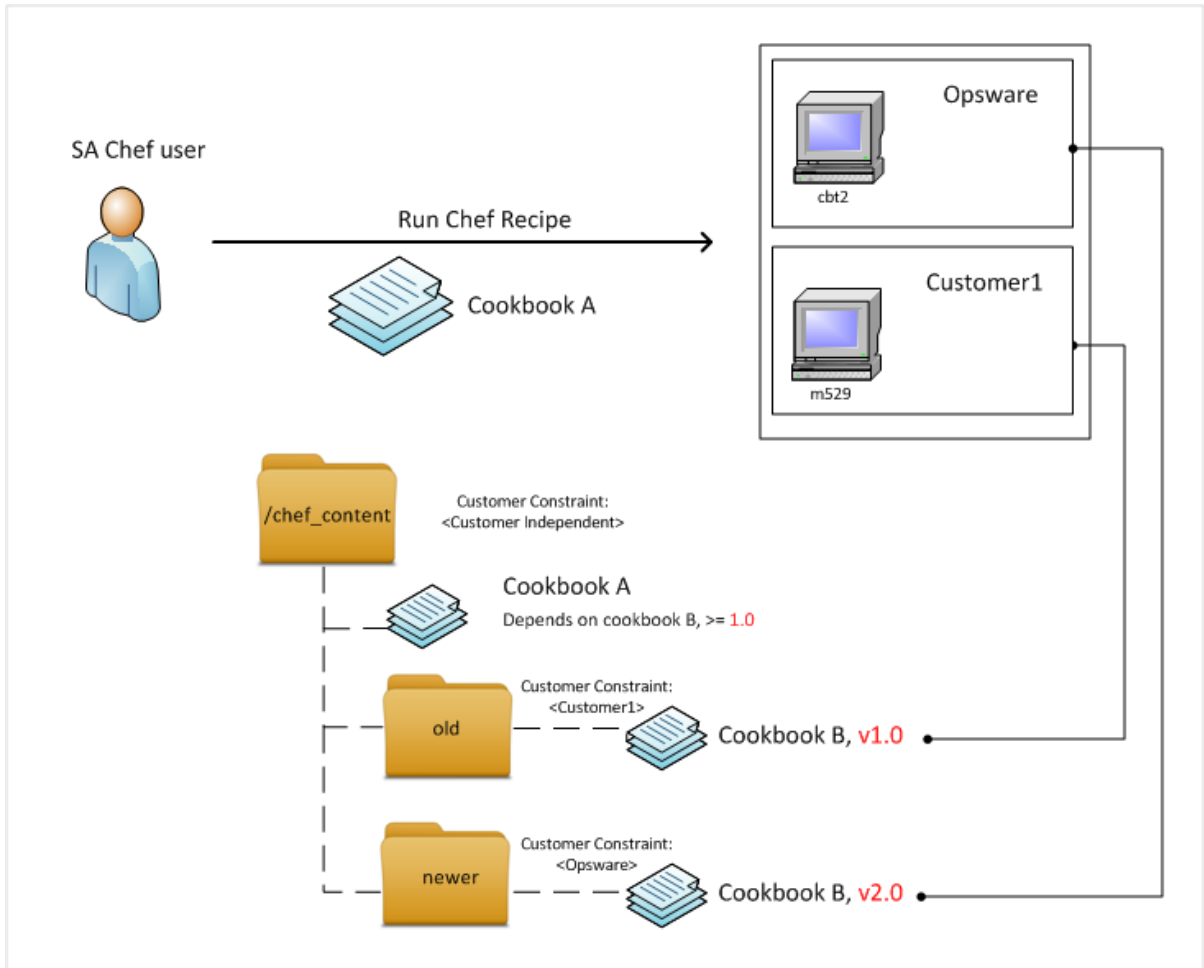 Opsware
cbt2
SA Chef user
Run Chef Recipe
Cookbook A
Customer1
m529
/chef_content
Customer Constraint:
<Customer Independent>
Cookbook A
Depends on cookbook B, >= 1.0
old
Customer Constraint:
<Customer1>
Cookbook B, v1.0
newer
Customer Constraint:
<Opsware>
Cookbook B, v2.0